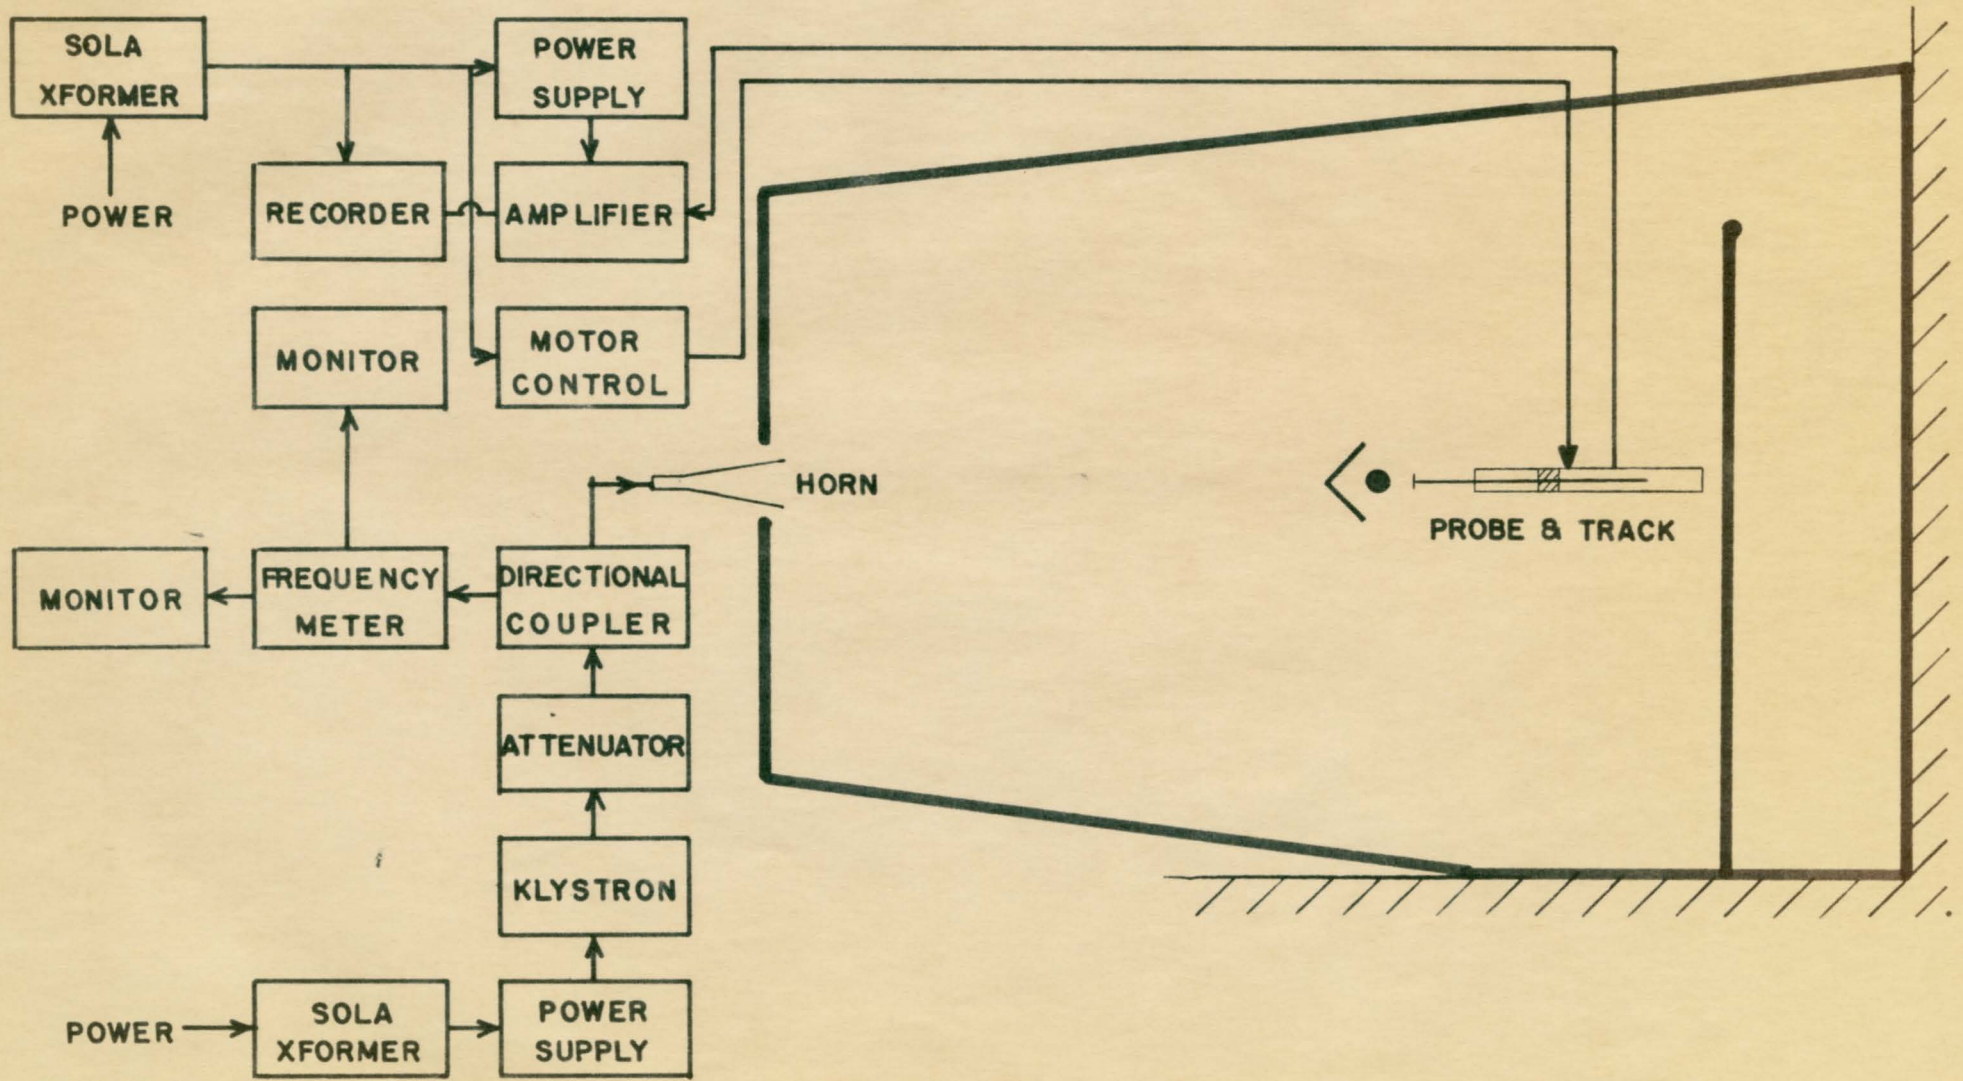 SOLA
XFORMER
POWER
SUPPLY
POWER
RECORDER
AMPLIFIER
MONITOR
MOTOR
CONTROL
HORN
PROBE & TRACK
MONITOR
FREQUENCY
METER
DIRECTIONAL
COUPLER
ATTENUATOR
KLYSTRON
POWER
SOLA
XFORMER
POWER
SUPPLY